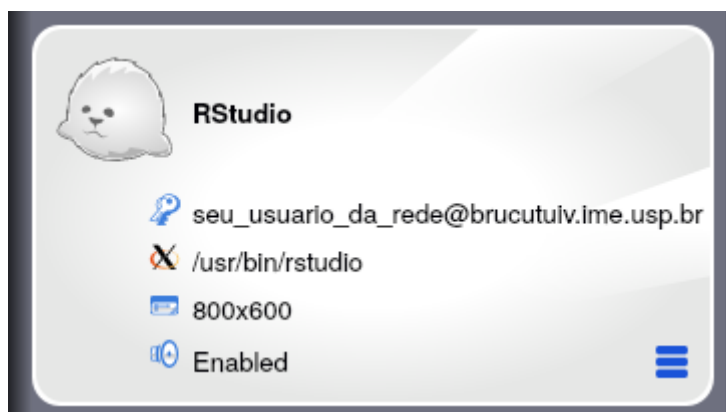 RStudio
seu_usuario_da_rede@brucutuiv.ime.usp.br
/usr/bin/rstudio
800x600
Enabled